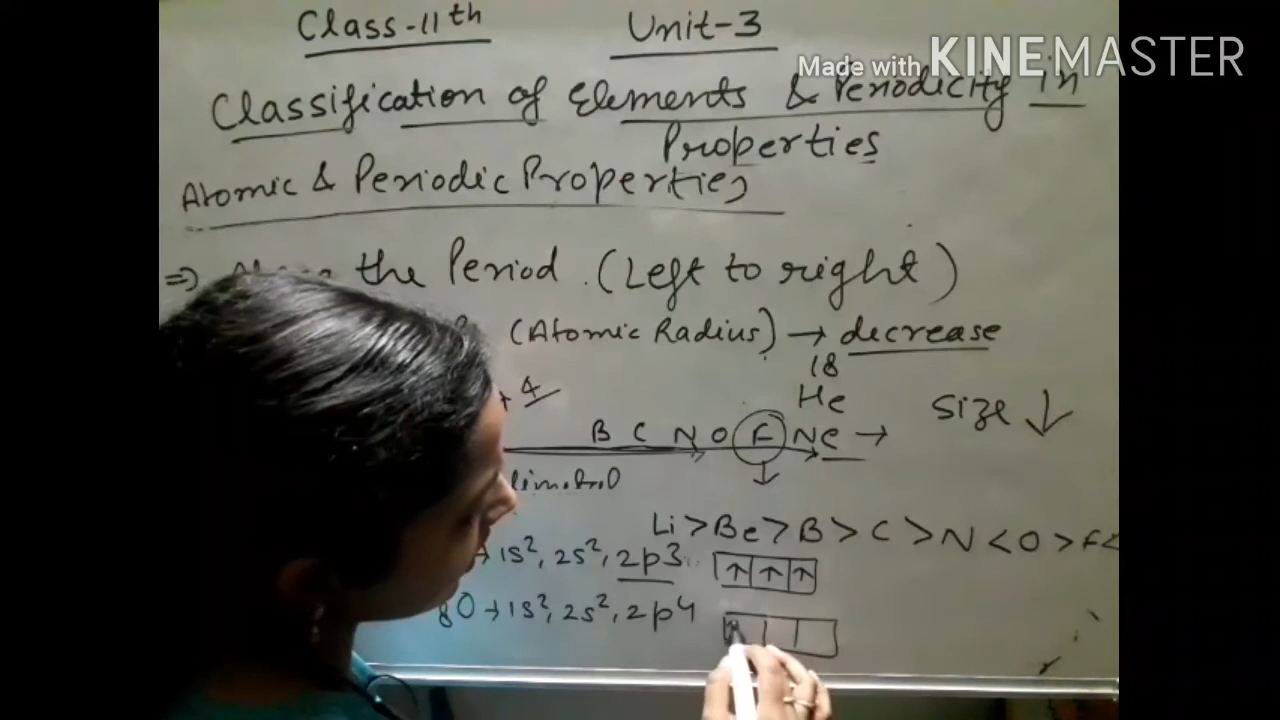 Class-11th Unit-3
Made with KINEMASTER
Classification of Elements & Periodicity in
Properties
Atomic & Periodic Properties
=) the Period (Left to right)
(Atomic Radius) → decrease
18
4 He Size ↓
B C N O F Ne →
Li > Be > B > C > N < O > F <
→ 1s², 2s², 2p3 ↑ ↑ ↑
8O → 1s², 2s², 2p4